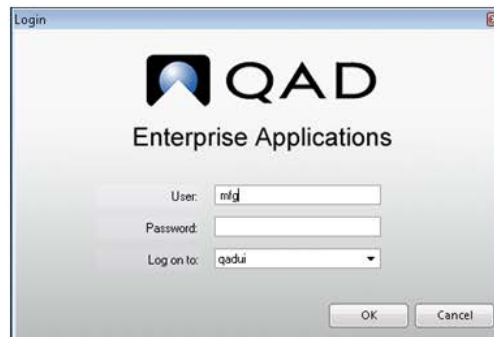 Login
QAD
Enterprise Applications
User: mfg
Password:
Log on to: qadui
OK Cancel